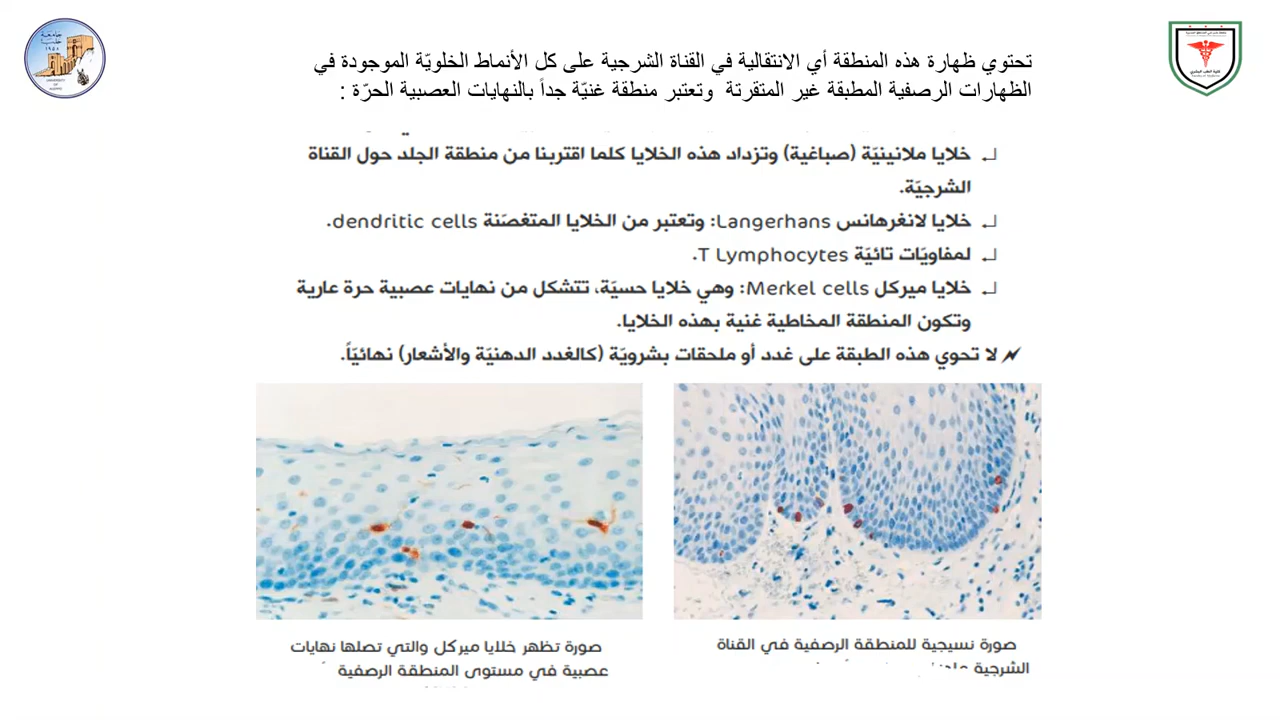 تحتوي ظهارة هذه المنطقة أي الانتقالية في القناة الشرجية على كل الأنماط الخلويّة الموجودة في
الظهارات الرصفية المطبقة غير المتقرتة وتعتبر منطقة غنيّة جداً بالنهايات العصبية الحرّة :
خلايا ملانينيّة (صباغية) وتزداد هذه الخلايا كلما اقتربنا من منطقة الجلد حول القناة
الشرجيّة.
خلايا لانغرهانس Langerhans: وتعتبر من الخلايا المتغصّنة dendritic cells.
لمفاويّات تائيّة T Lymphocytes.
خلايا ميركل Merkel cells: وهي خلايا حسيّة، تتشكل من نهايات عصبية حرة عارية
وتكون المنطقة المخاطية غنية بهذه الخلايا.
لا تحوي هذه الطبقة على غدد أو ملحقات بشرويّة (كالغدد الدهنيّة والأشعار) نهائيّاً.
صورة نسيجية للمنطقة الرصفية في القناة
الشرجية
صورة تظهر خلايا ميركل والتي تصلها نهايات
عصبية في مستوى المنطقة الرصفية